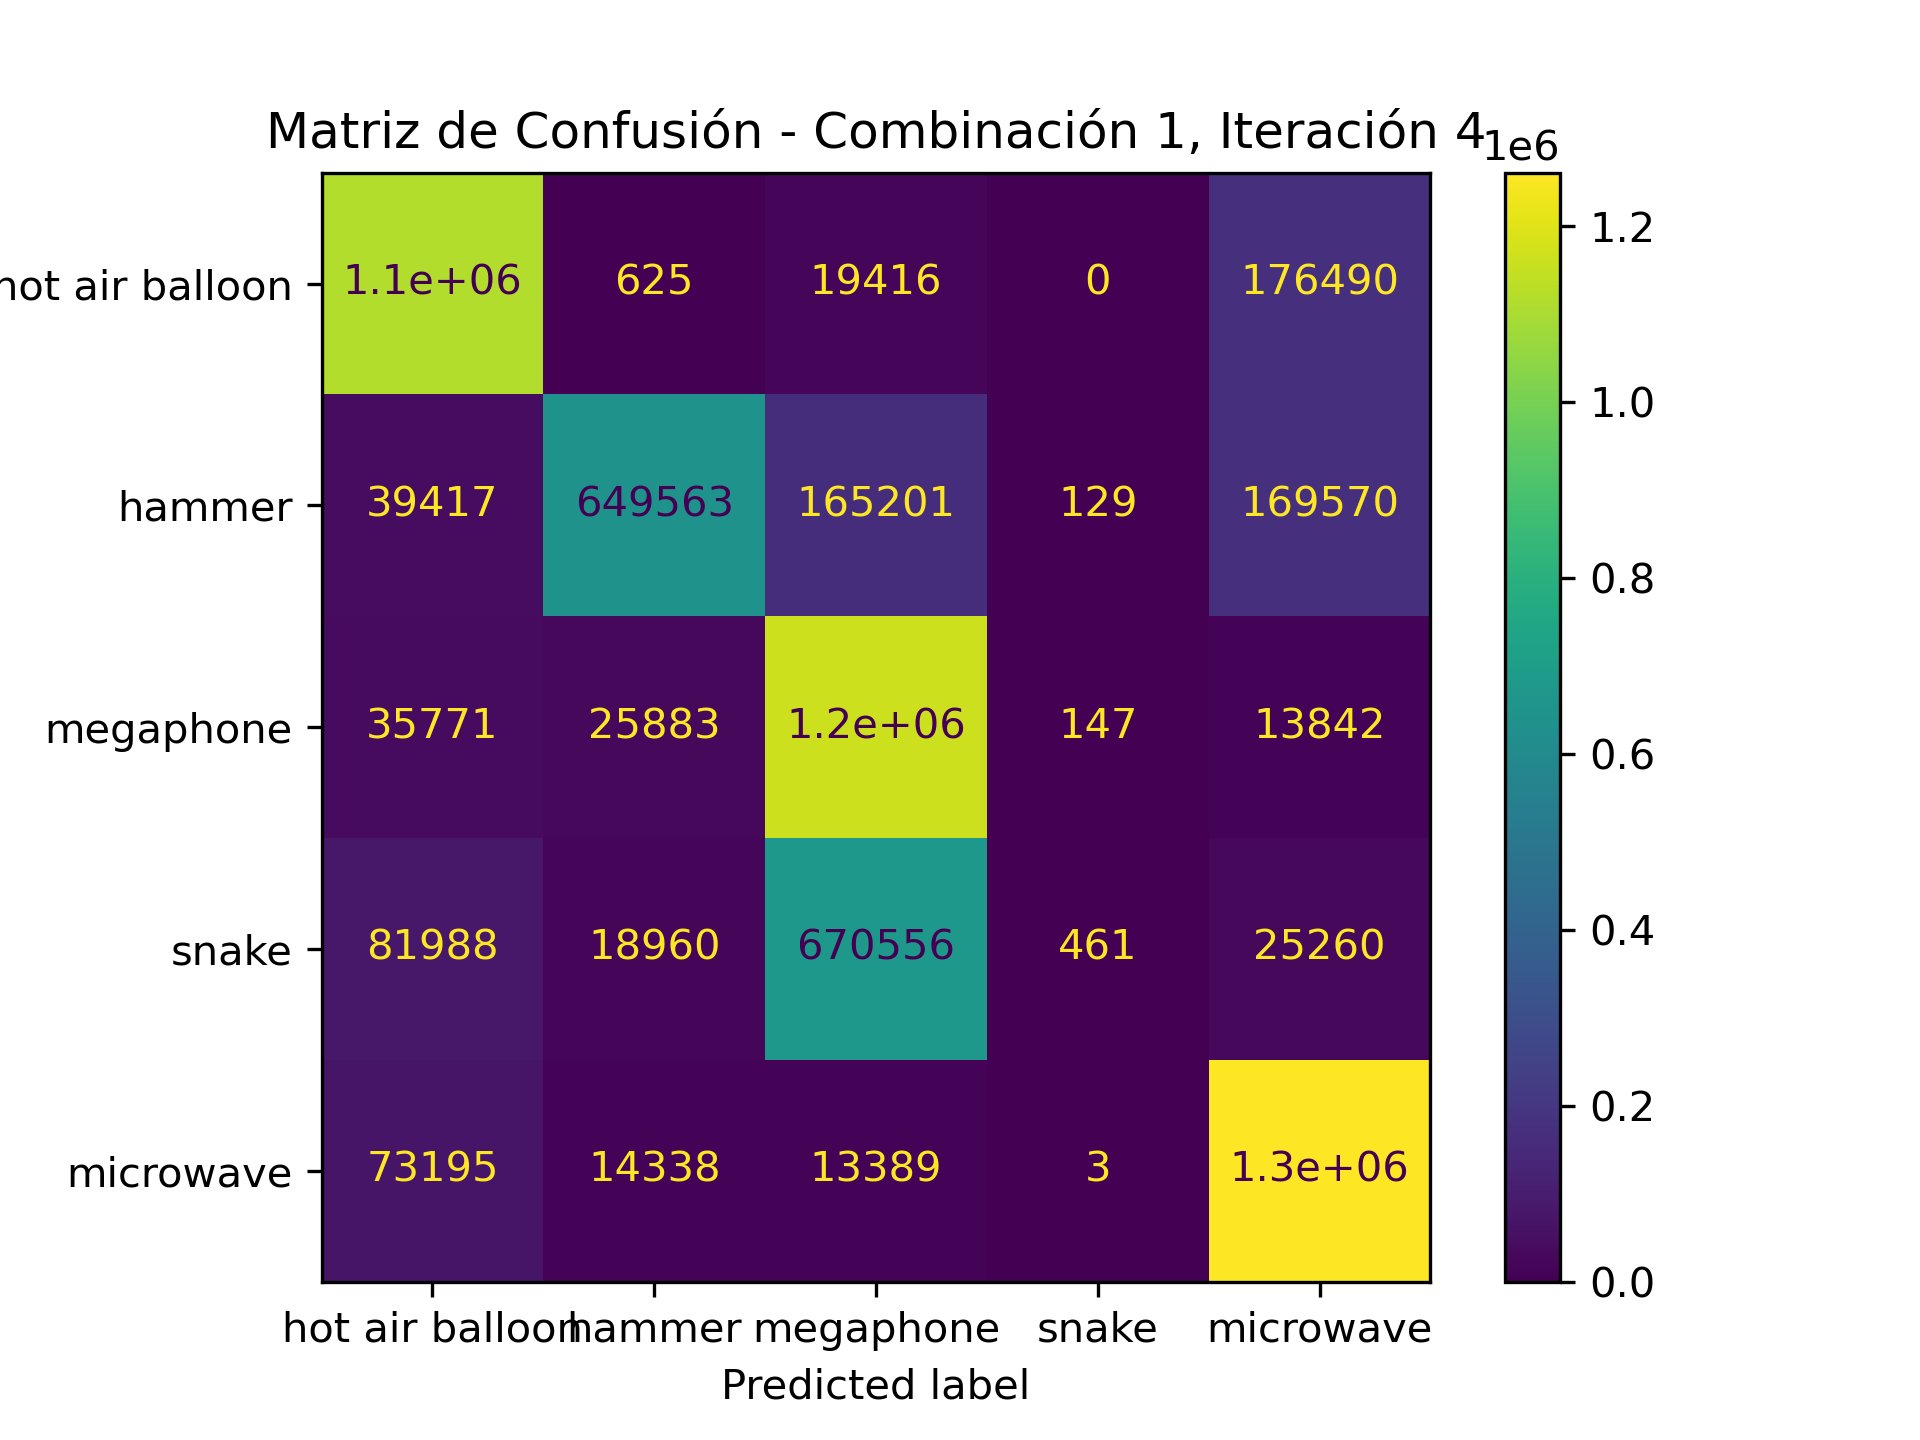 Matriz de Confusión - Combinación 1, Iteración 4
1e6
hot air balloon 1.1e+06 625 19416 0 176490
hammer 39417 649563 165201 129 169570
megaphone 35771 25883 1.2e+06 147 13842
snake 81988 18960 670556 461 25260
microwave 73195 14338 13389 3 1.3e+06
hot air balloon hammer megaphone snake microwave
Predicted label
1.2
1.0
0.8
0.6
0.4
0.2
0.0